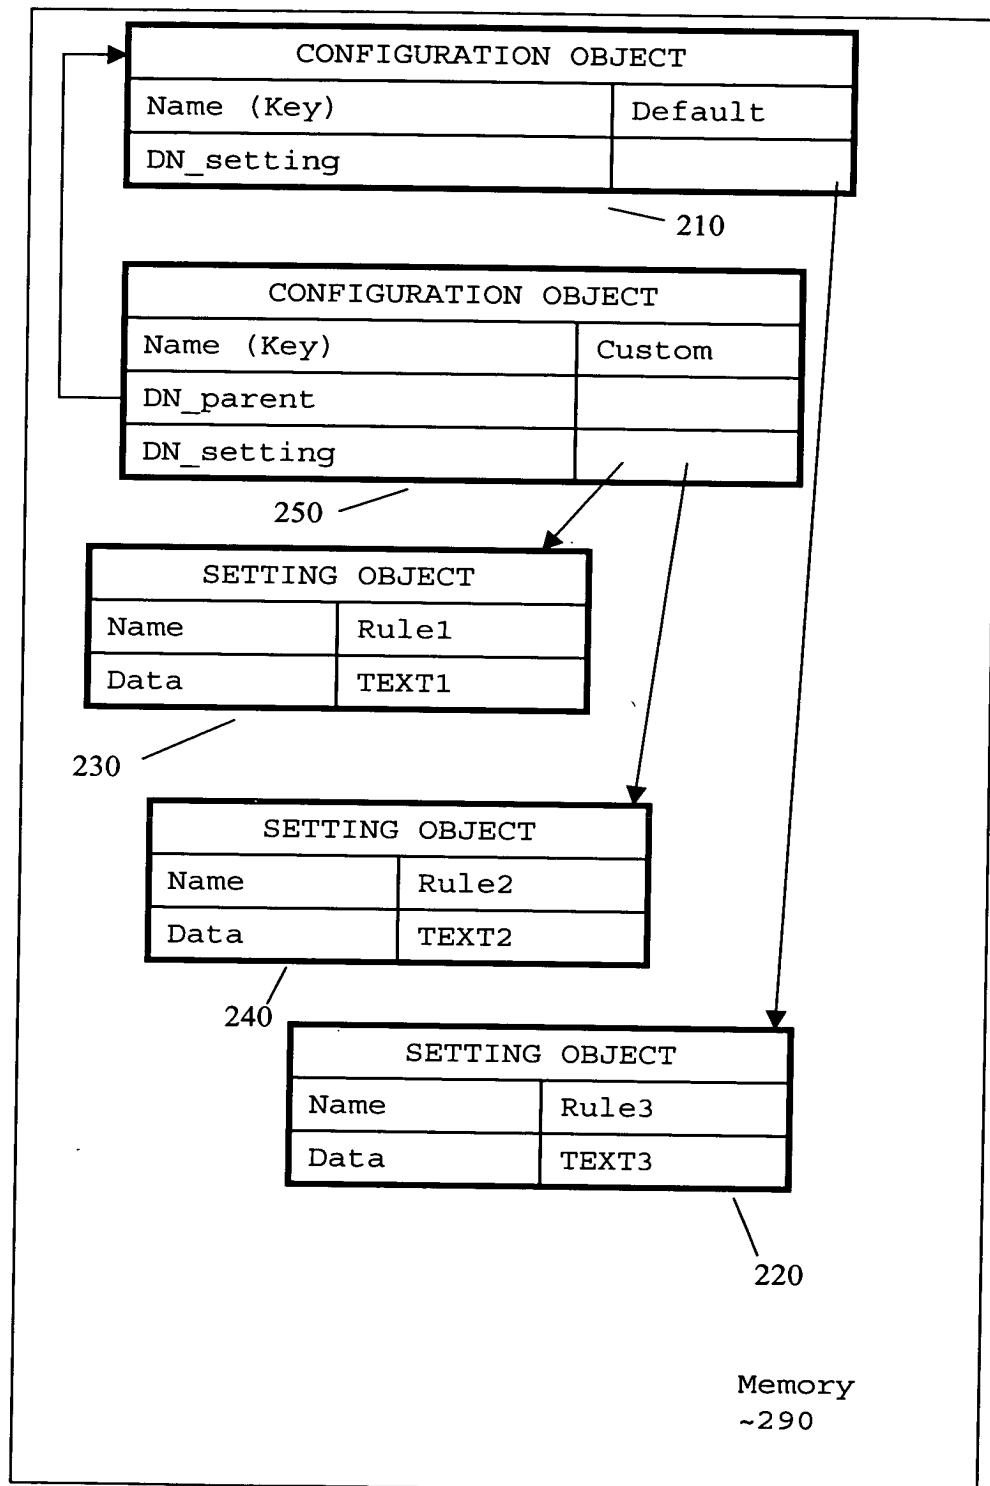 CONFIGURATION OBJECT
Name (Key) Default
DN_setting
210
CONFIGURATION OBJECT
Name (Key) Custom
DN_parent
DN_setting
250
SETTING OBJECT
Name Rule1
Data TEXT1
230
SETTING OBJECT
Name Rule2
Data TEXT2
240
SETTING OBJECT
Name Rule3
Data TEXT3
220
Memory
~290